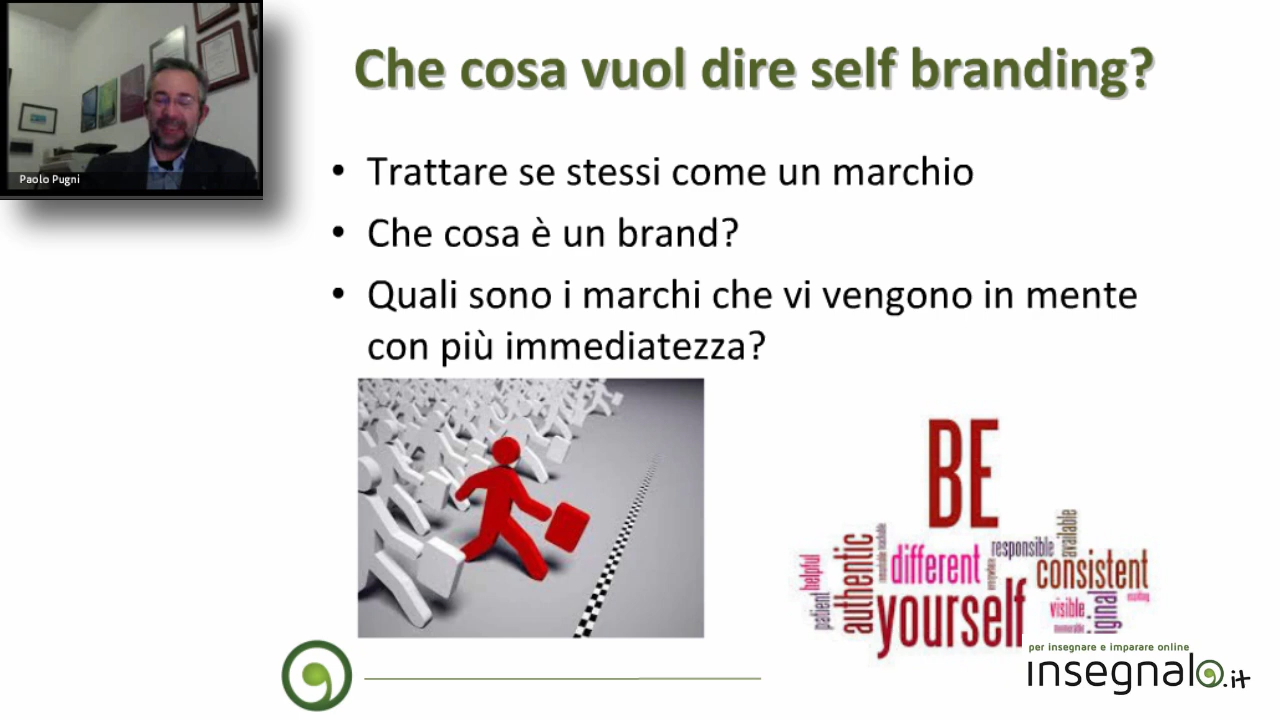 Paolo Pugni
Che cosa vuol dire self branding?
• Trattare se stessi come un marchio
• Che cosa è un brand?
• Quali sono i marchi che vi vengono in mente
con più immediatezza?
BE
available
responsible
different
helpful
authentic
consistent
patient
yourself
visible
iginal
per insegnare e imparare online
insegnalo.it